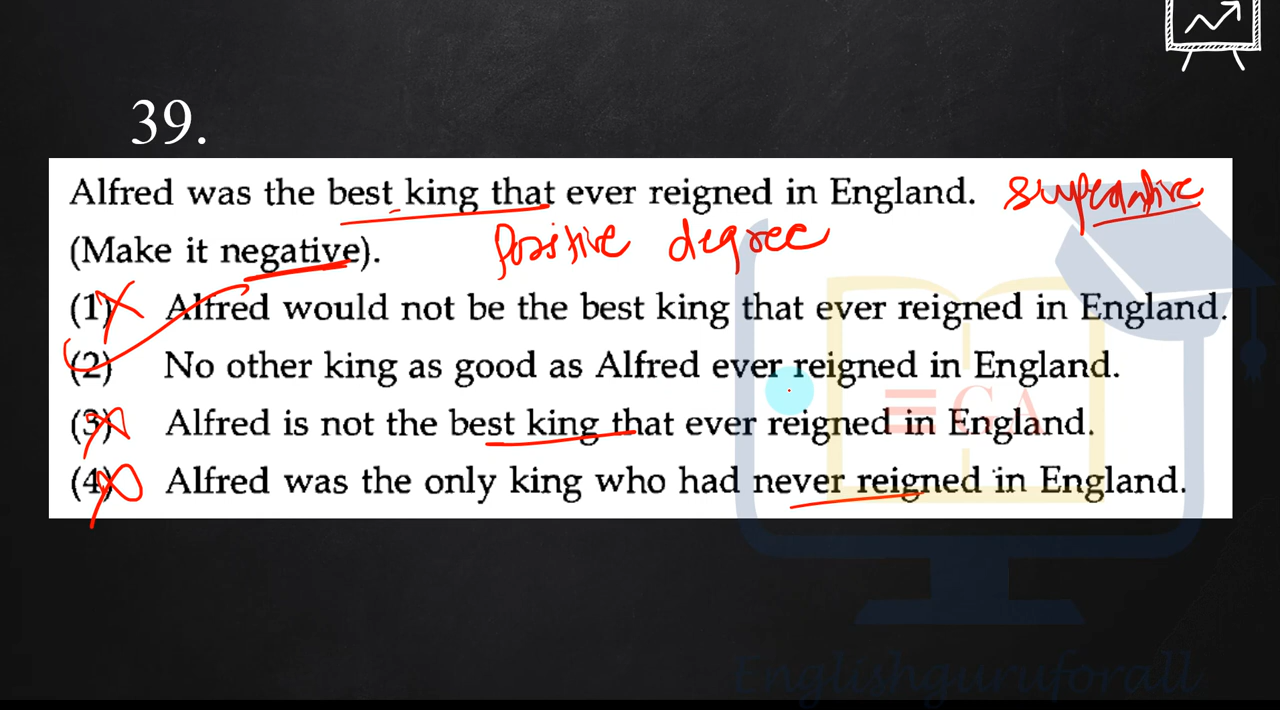 39.
Alfred was the best king that ever reigned in England. superlative
(Make it negative). Positive degree
(1) Alfred would not be the best king that ever reigned in England.
(2) No other king as good as Alfred ever reigned in England.
(3) Alfred is not the best king that ever reigned in England.
(4) Alfred was the only king who had never reigned in England.
EGA
Englishguruforall